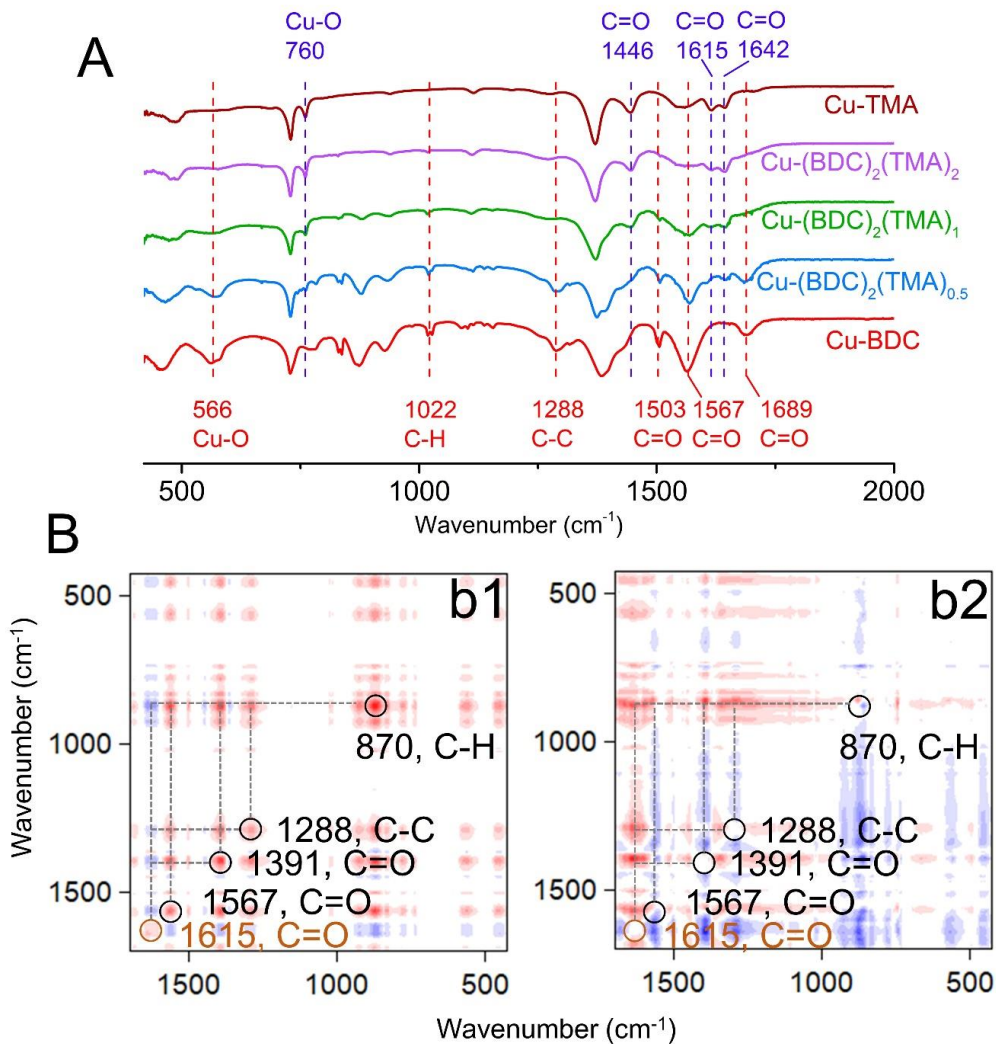 A
Cu-O
760
C=O
1446
C=O
1615
C=O
1642
Cu-TMA
Cu-(BDC)₂(TMA)₂
Cu-(BDC)₂(TMA)₁
Cu-(BDC)₂(TMA)₀.₅
Cu-BDC
566
Cu-O
1022
C-H
1288
C-C
1503
C=O
1567
C=O
1689
C=O
500 1000 1500 2000
Wavenumber (cm⁻¹)
B
b1
500
1000
1500
Wavenumber (cm⁻¹)
870, C-H
1288, C-C
1391, C=O
1567, C=O
1615, C=O
1500 1000 500
b2
500
1000
1500
870, C-H
1288, C-C
1391, C=O
1567, C=O
1615, C=O
1500 1000 500
Wavenumber (cm⁻¹)